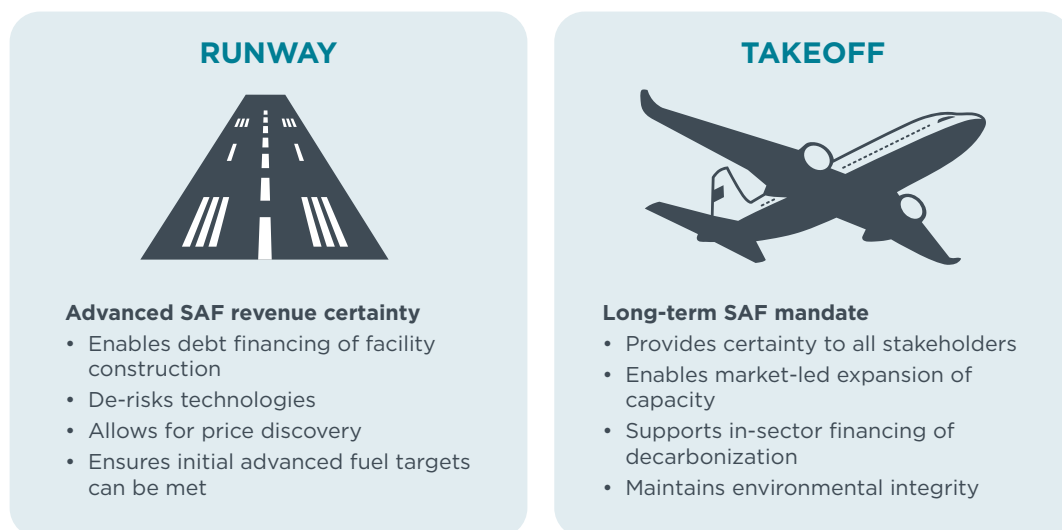 RUNWAY
Advanced SAF revenue certainty
• Enables debt financing of facility
construction
• De-risks technologies
• Allows for price discovery
• Ensures initial advanced fuel targets
can be met
TAKEOFF
Long-term SAF mandate
• Provides certainty to all stakeholders
• Enables market-led expansion of
capacity
• Supports in-sector financing of
decarbonization
• Maintains environmental integrity